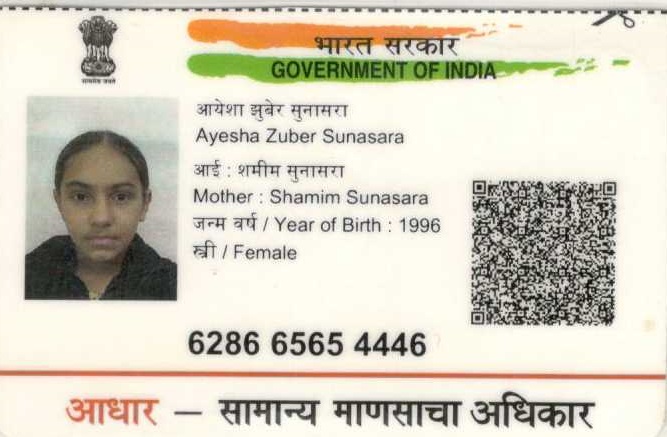 भारत सरकार
GOVERNMENT OF INDIA
सत्यमेव जयते
आयेशा झुबेर सुनासरा
Ayesha Zuber Sunasara
आई : शमीम सुनासरा
Mother : Shamim Sunasara
जन्म वर्ष / Year of Birth : 1996
स्त्री / Female
6286 6565 4446
आधार – सामान्य माणसाचा अधिकार